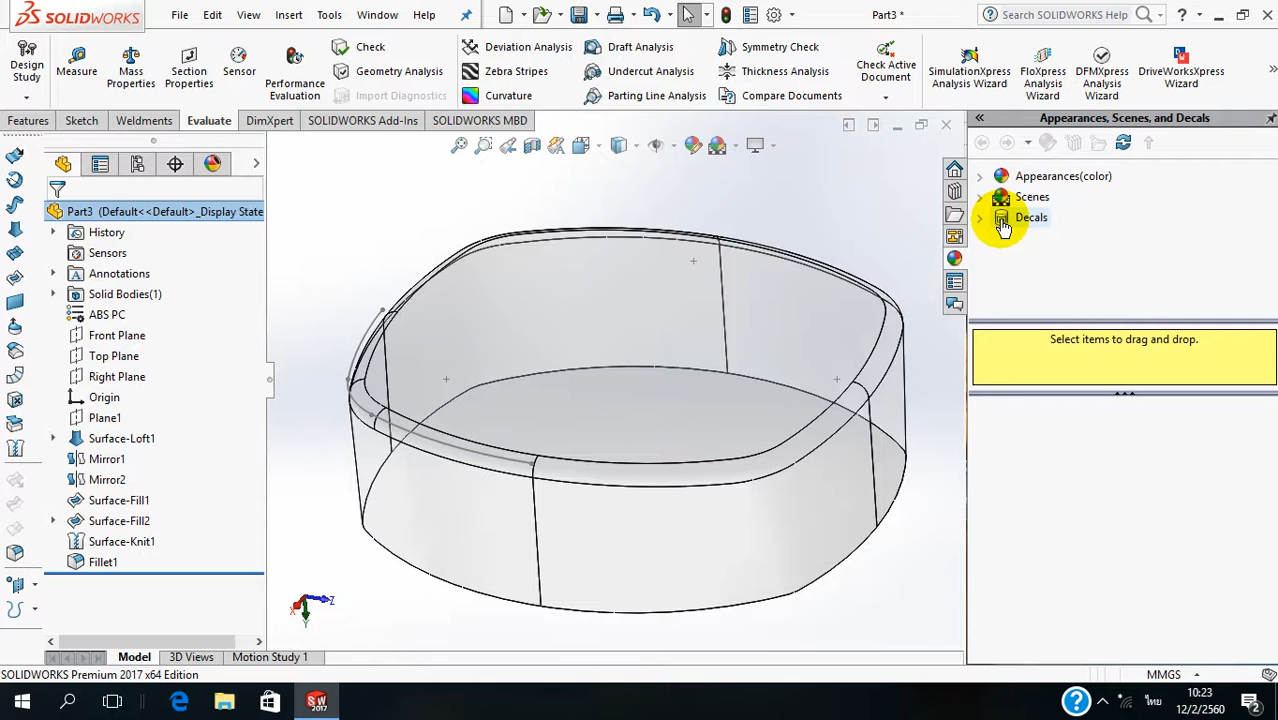 SOLIDWORKS
File Edit View Insert Tools Window Help
Part3 *
Search SOLIDWORKS Help
Design Study
Measure
Mass Properties
Section Properties
Sensor
Performance Evaluation
Check
Geometry Analysis
Import Diagnostics
Deviation Analysis
Zebra Stripes
Curvature
Draft Analysis
Undercut Analysis
Parting Line Analysis
Symmetry Check
Thickness Analysis
Compare Documents
Check Active Document
SimulationXpress Analysis Wizard
FloXpress Analysis Wizard
DFMXpress Analysis Wizard
DriveWorksXpress Wizard
Features Sketch Weldments Evaluate DimXpert SOLIDWORKS Add-Ins SOLIDWORKS MBD
Appearances, Scenes, and Decals
Appearances(color)
Scenes
Decals
Select items to drag and drop.
Part3 (Default<<Default>_Display State
History
Sensors
Annotations
Solid Bodies(1)
ABS PC
Front Plane
Top Plane
Right Plane
Origin
Plane1
Surface-Loft1
Mirror1
Mirror2
Surface-Fill1
Surface-Fill2
Surface-Knit1
Fillet1
X Y Z
Model 3D Views Motion Study 1
SOLIDWORKS Premium 2017 x64 Edition
MMGS
SW 2017
ไทย
10:23
12/2/2560
2